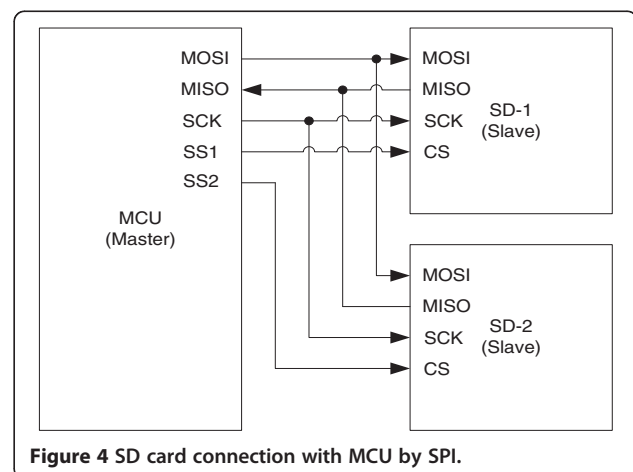 MOSI
MISO
SCK
SS1
SS2
MCU
(Master)
MOSI
MISO
SCK
CS
SD-1
(Slave)
MOSI
MISO
SCK
CS
SD-2
(Slave)
Figure 4 SD card connection with MCU by SPI.